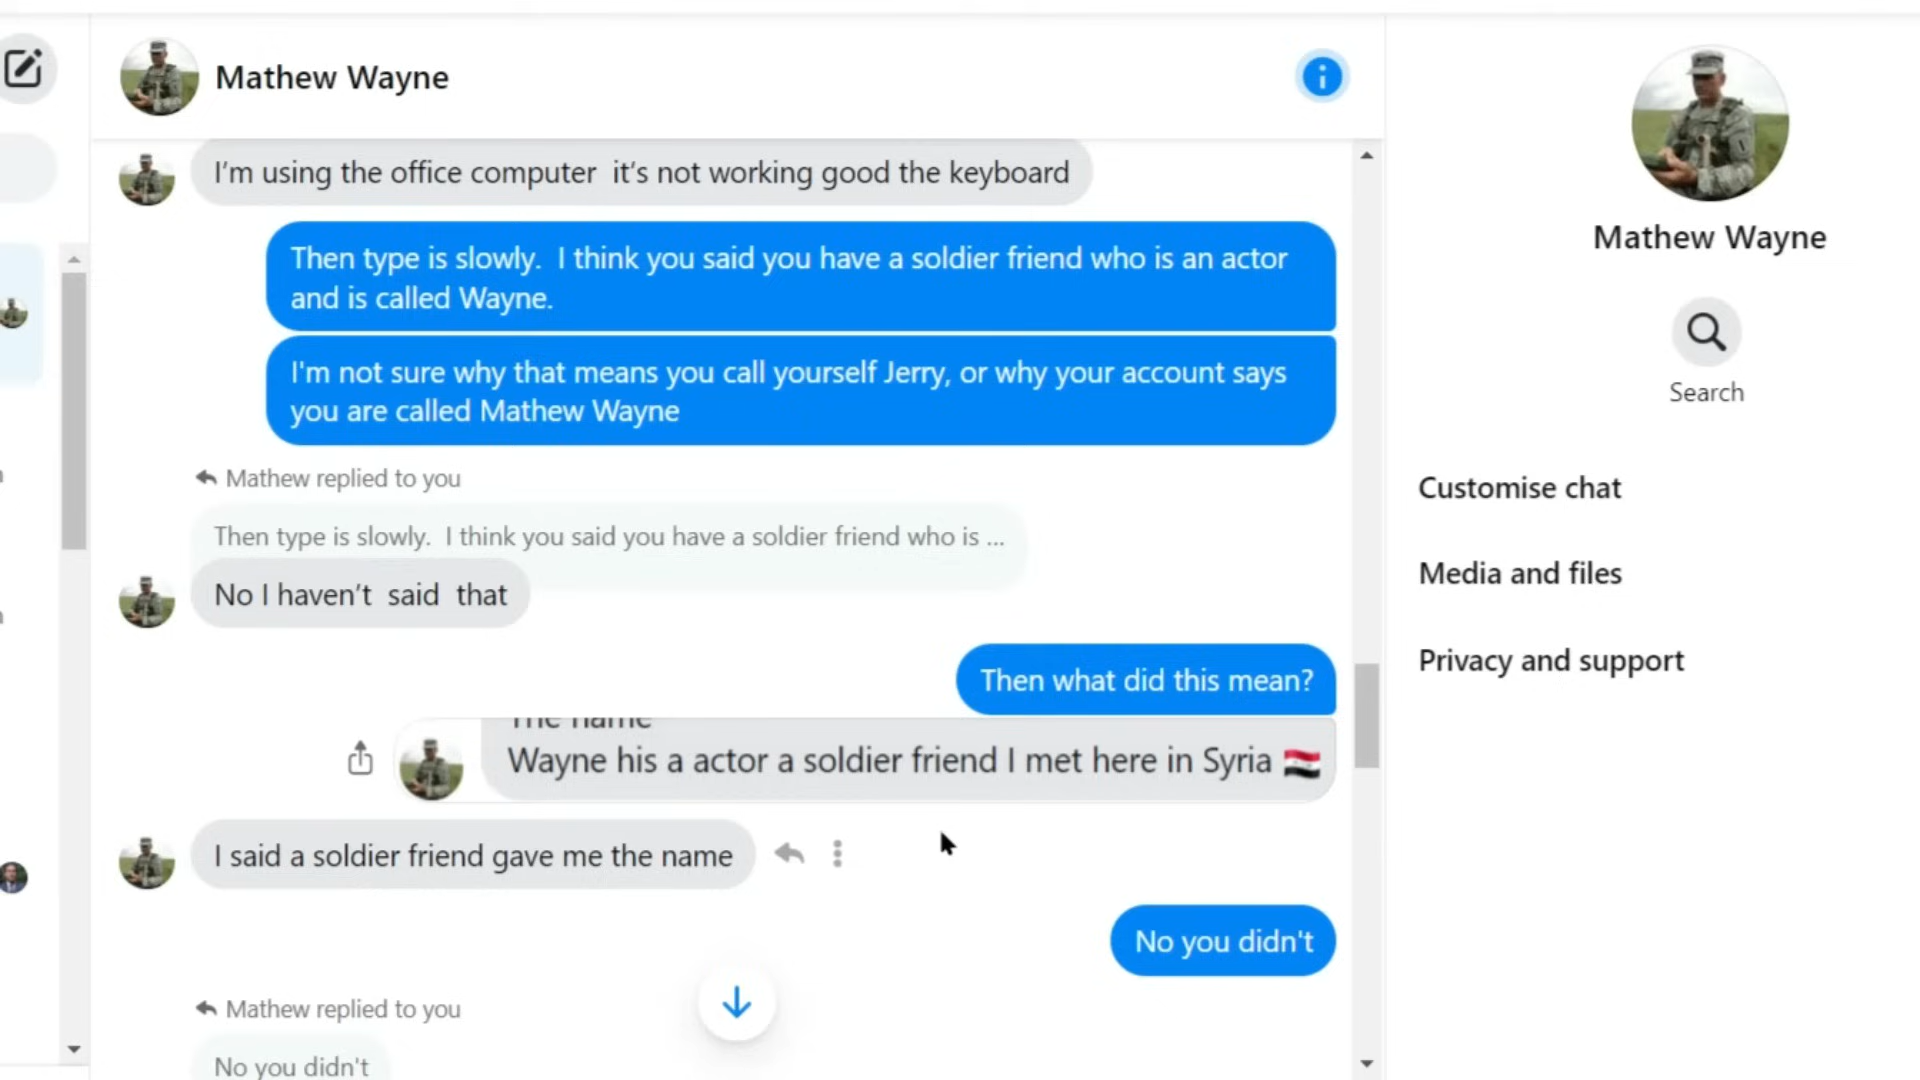 Mathew Wayne
I’m using the office computer  it’s not working good the keyboard
Then type is slowly.  I think you said you have a soldier friend who is an actor
and is called Wayne.
I'm not sure why that means you call yourself Jerry, or why your account says
you are called Mathew Wayne
Mathew replied to you
Then type is slowly.  I think you said you have a soldier friend who is ...
No I haven’t  said  that
Then what did this mean?
The name
Wayne his a actor a soldier friend I met here in Syria 🇸🇾
I said a soldier friend gave me the name
No you didn't
Mathew replied to you
No you didn't
Mathew Wayne
Search
Customise chat
Media and files
Privacy and support